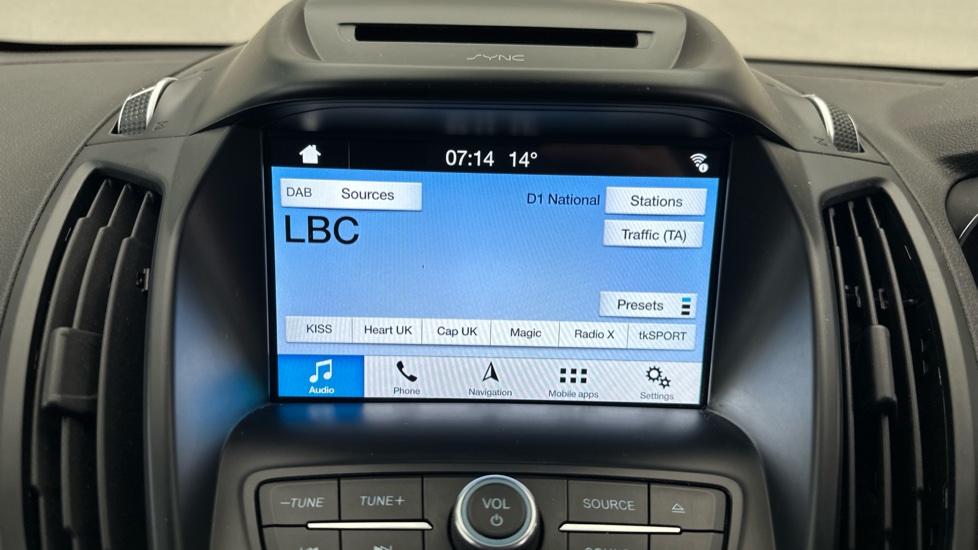 SYNC
07:14 14°
DAB Sources D1 National Stations
LBC
Traffic (TA)
Presets
KISS Heart UK Cap UK Magic Radio X tkSPORT
Audio Phone Navigation Mobile apps Settings
−TUNE TUNE+ VOL SOURCE